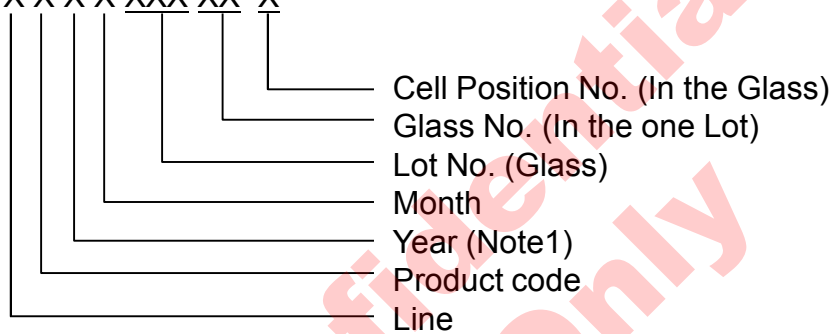 X X X X XXX XX X
Cell Position No. (In the Glass)
Glass No. (In the one Lot)
Lot No. (Glass)
Month
Year (Note1)
Product code
Line
Only